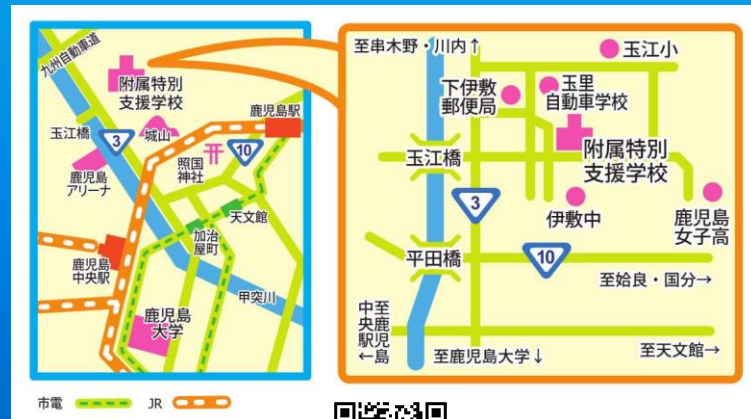 九州自動車道
附属特別
支援学校
鹿児島駅
玉江橋
3
城山
照国
神社
10
鹿児島
アリーナ
天文館
加治
屋町
鹿児島
中央駅
甲突川
鹿児島
大学
市電
JR
至串木野・川内↑
玉江小
下伊敷
郵便局
玉里
自動車学校
玉江橋
附属特別
支援学校
3
伊敷中
鹿児島
女子高
平田橋
10
至姶良・国分→
至鹿児島
中央駅←
至鹿児島大学↓
至天文館→